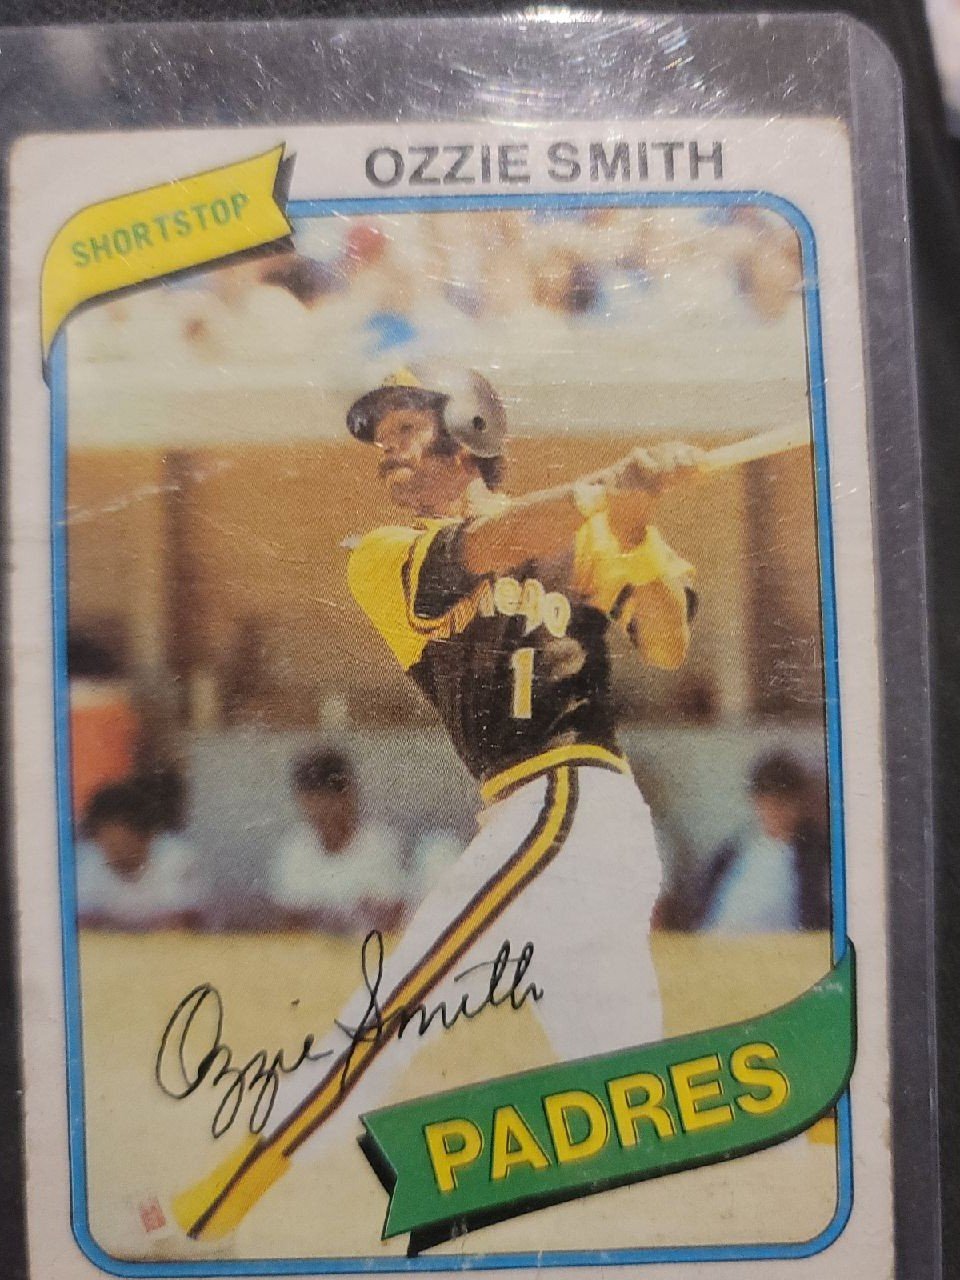 OZZIE SMITH
SHORTSTOP
1
Ozzie Smith
PADRES